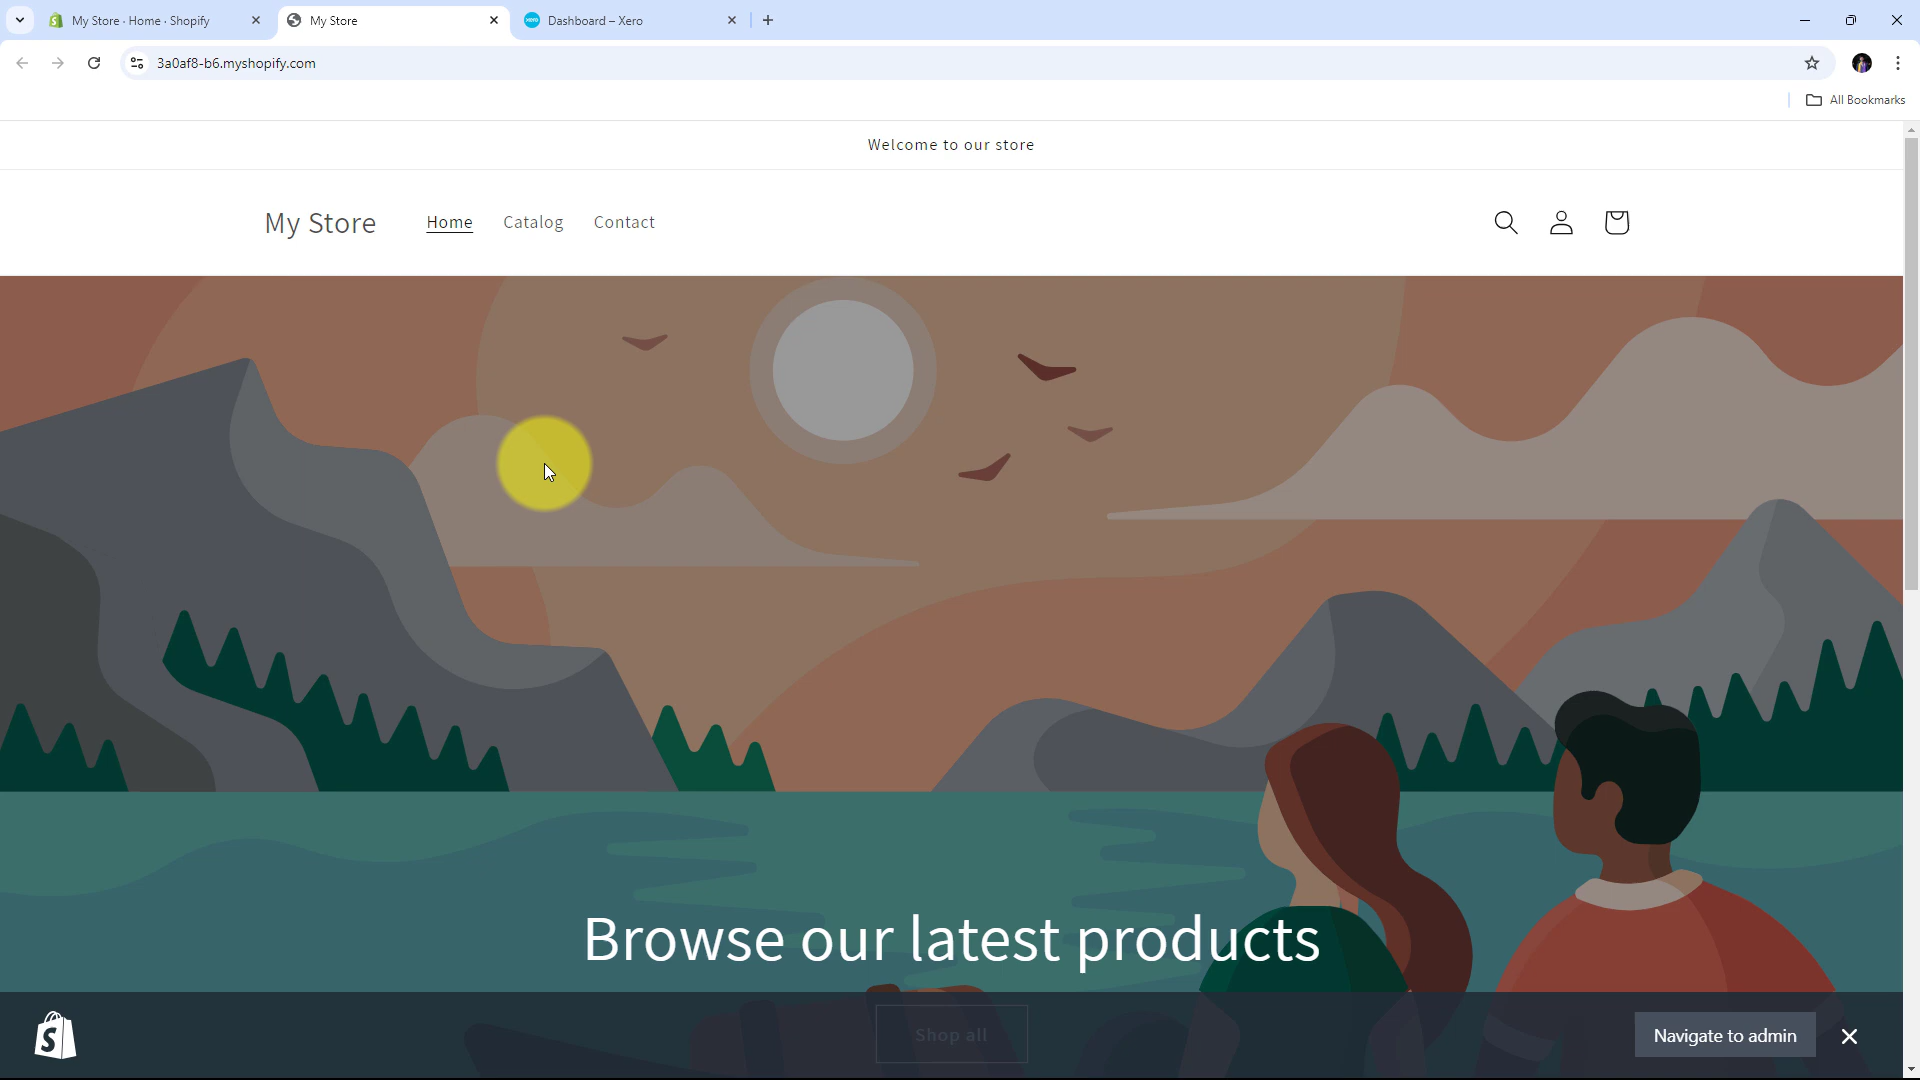 My Store · Home · Shopify
My Store
Dashboard – Xero
3a0af8-b6.myshopify.com
All Bookmarks
Welcome to our store
My Store
Home
Catalog
Contact
Browse our latest products
Shop all
Navigate to admin